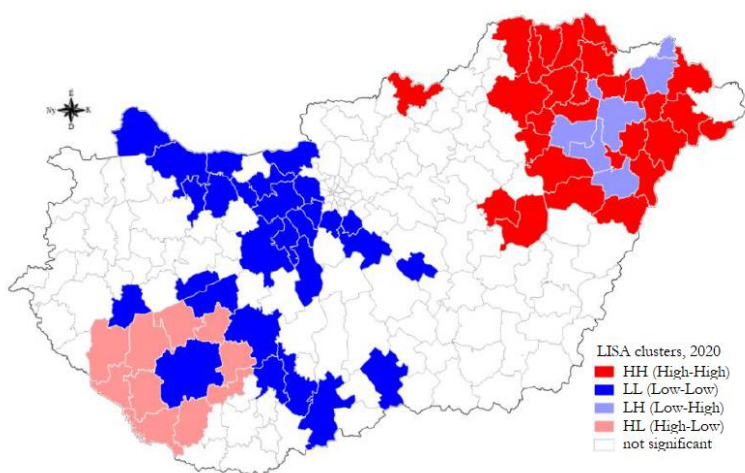 É
Ny K
D
LISA clusters, 2020
HH (High-High)
LL (Low-Low)
LH (Low-High)
HL (High-Low)
not significant